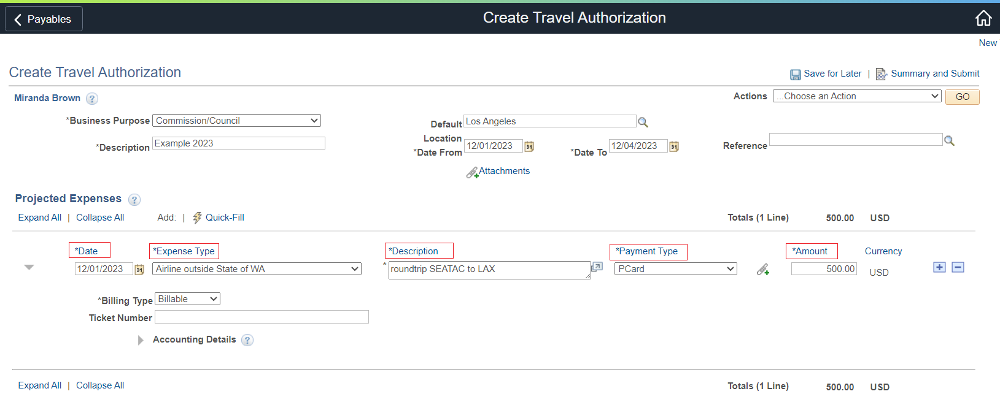 Payables
Create Travel Authorization
New
Create Travel Authorization
Save for Later | Summary and Submit
Miranda Brown ?
Actions ...Choose an Action GO
*Business Purpose Commission/Council
Default Location Los Angeles
*Description Example 2023
*Date From 12/01/2023 31 *Date To 12/04/2023 31
Reference
Attachments
Projected Expenses ?
Expand All | Collapse All Add: | Quick-Fill Totals (1 Line) 500.00 USD
*Date *Expense Type *Description *Payment Type *Amount Currency
12/01/2023 31 Airline outside State of WA * roundtrip SEATAC to LAX PCard 500.00 USD + −
*Billing Type Billable
Ticket Number
Accounting Details ?
Expand All | Collapse All Totals (1 Line) 500.00 USD